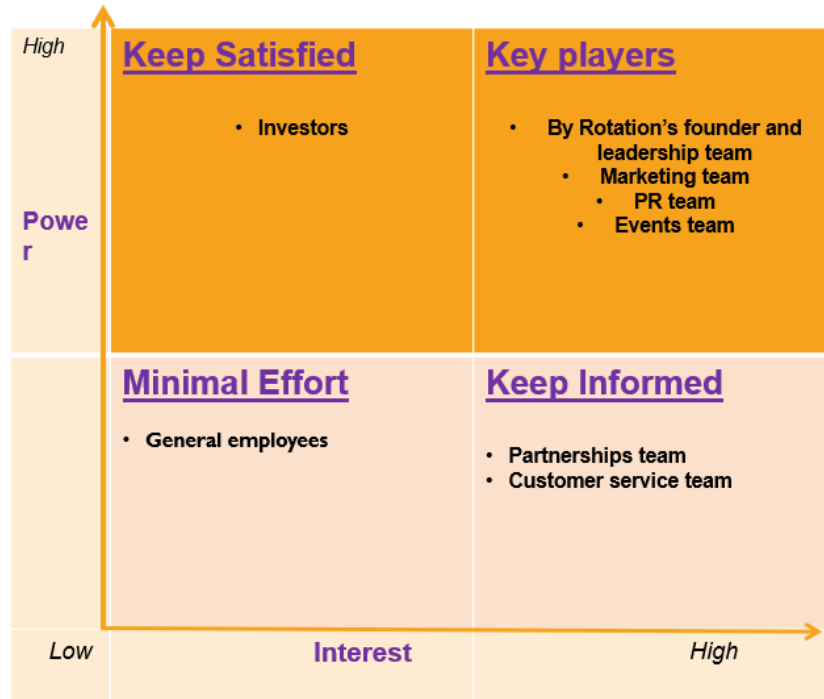 High
Keep Satisfied
Key players
• Investors
• By Rotation’s founder and
leadership team
• Marketing team
• PR team
• Events team
Powe
r
Minimal Effort
Keep Informed
• General employees
• Partnerships team
• Customer service team
Low
Interest
High